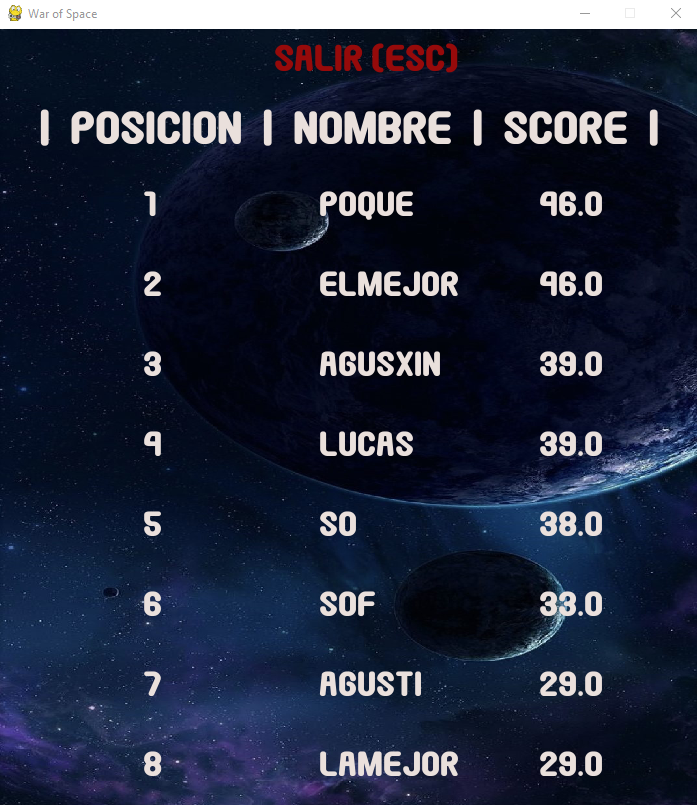 War of Space
SALIR (ESC)
| POSICION | NOMBRE | SCORE |
1 POQUE 46.0
2 ELMEJOR 46.0
3 AGUSXIN 39.0
4 LUCAS 39.0
5 SO 38.0
6 SOF 33.0
7 AGUSTI 29.0
8 LAMEJOR 29.0